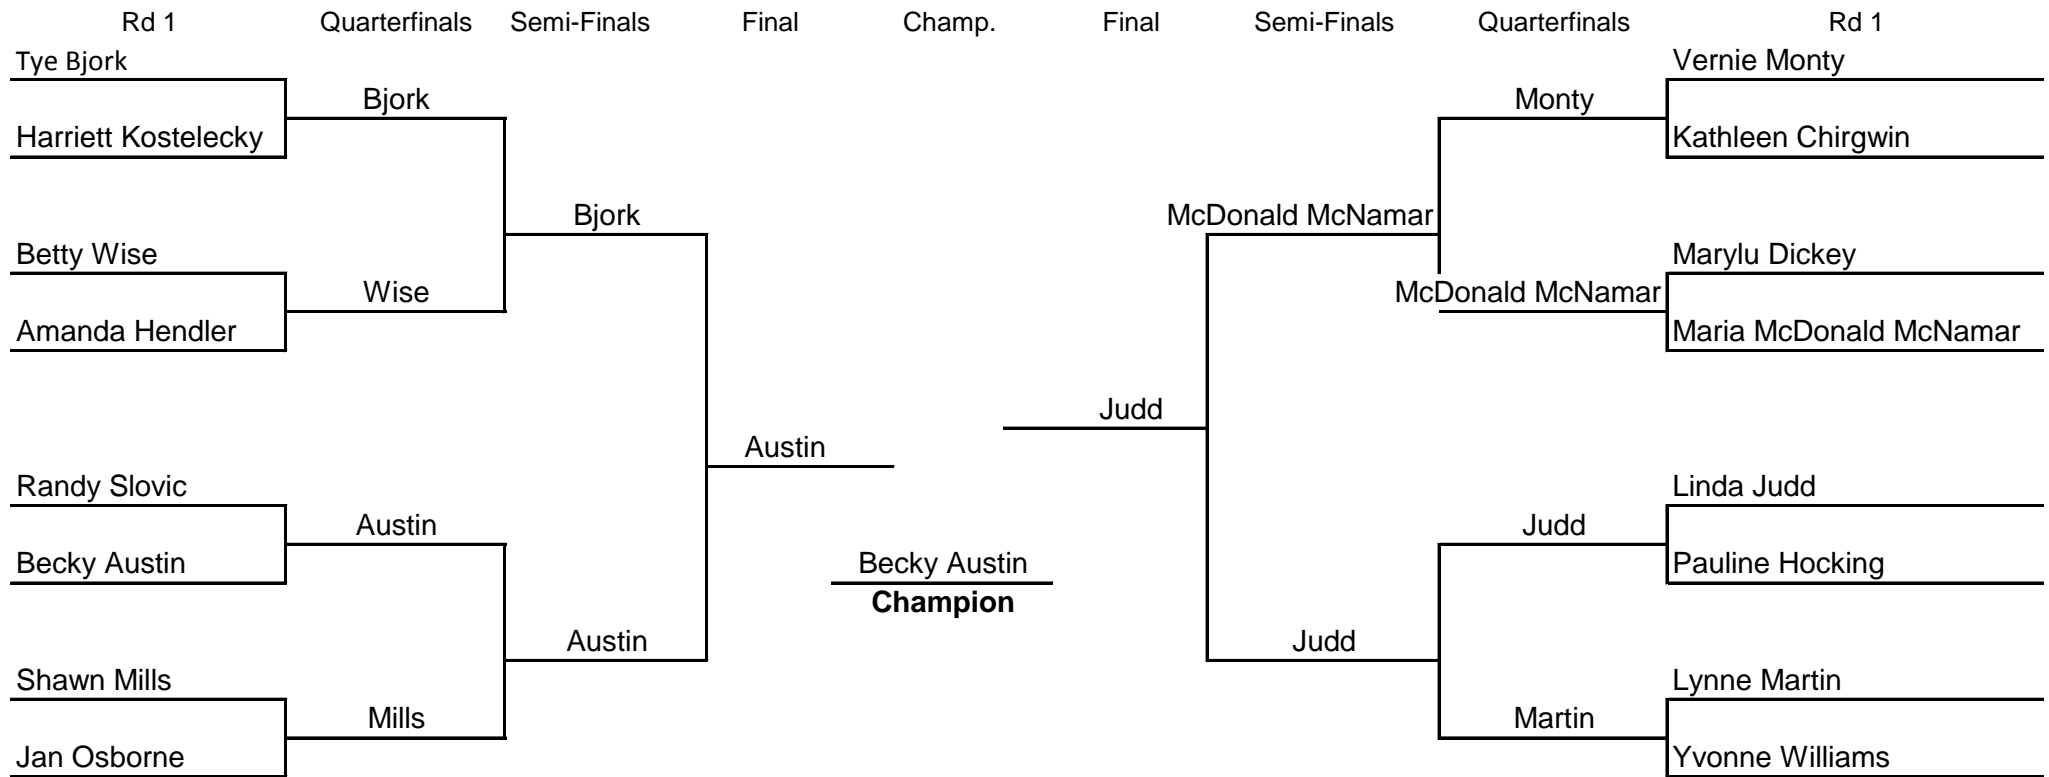 Rd 1 Quarterfinals Semi-Finals Final Champ. Final Semi-Finals Quarterfinals Rd 1
Tye Bjork Vernie Monty
Bjork Monty
Harriett Kostelecky Kathleen Chirgwin
Bjork McDonald McNamar
Betty Wise Marylu Dickey
Wise McDonald McNamar
Amanda Hendler Maria McDonald McNamar
Judd
Austin
Randy Slovic Linda Judd
Austin Judd
Becky Austin Becky Austin Pauline Hocking
Champion
Austin Judd
Shawn Mills Lynne Martin
Mills Martin
Jan Osborne Yvonne Williams